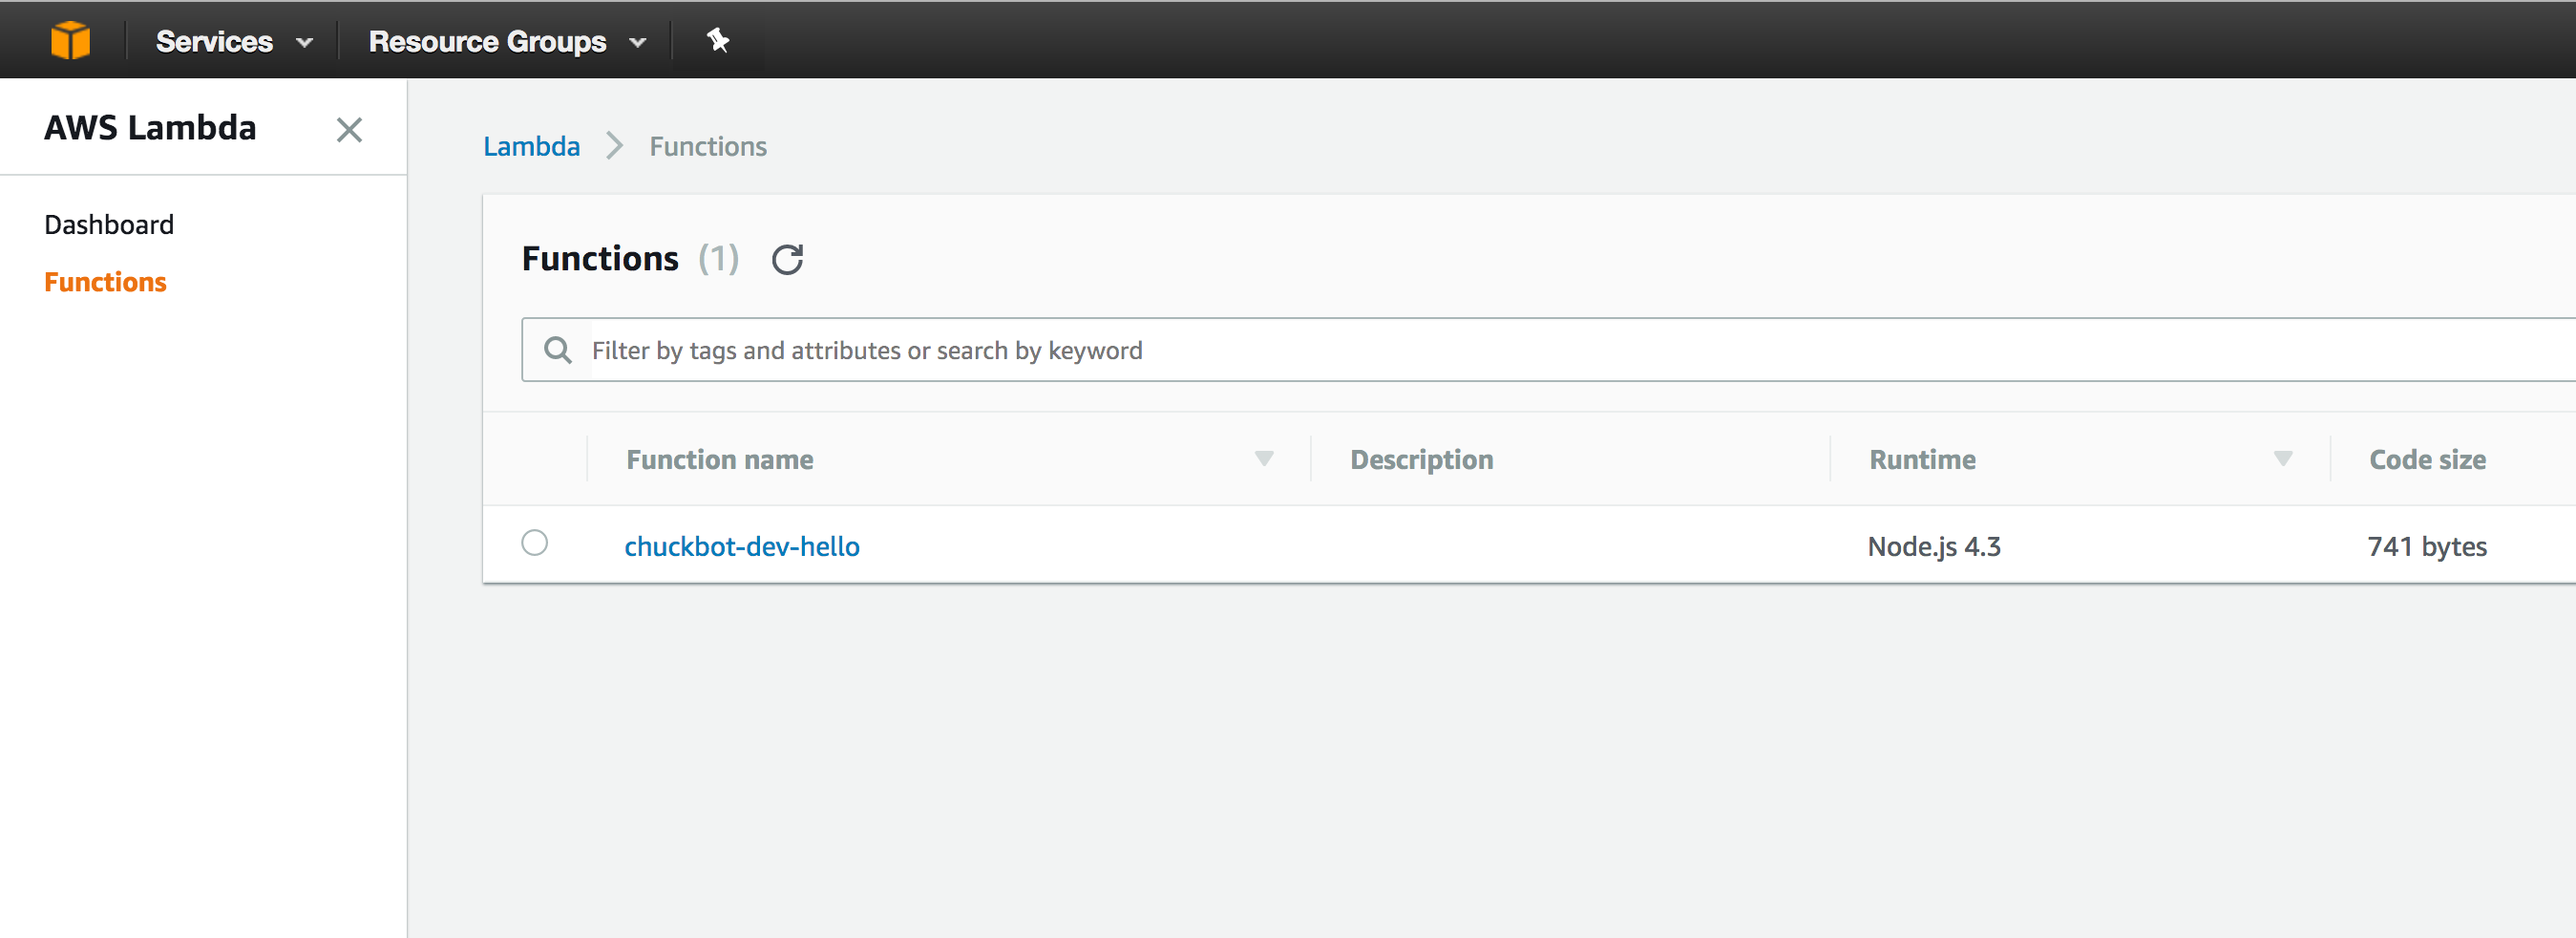 Services Resource Groups
AWS Lambda
Dashboard
Functions
Lambda Functions
Functions (1)
Filter by tags and attributes or search by keyword
Function name Description Runtime Code size
chuckbot-dev-hello Node.js 4.3 741 bytes